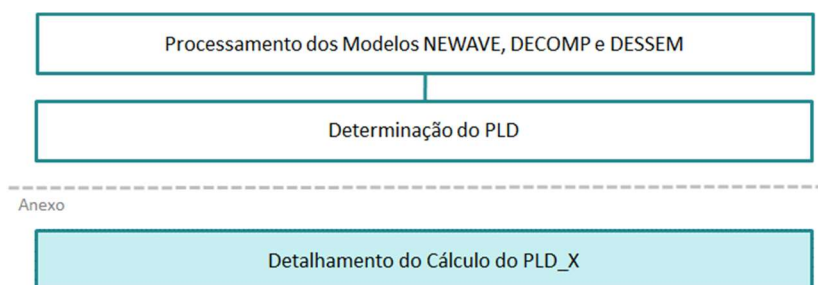 Processamento dos Modelos NEWAVE, DECOMP e DESSEM
Determinação do PLD
Anexo
Detalhamento do Cálculo do PLD_X